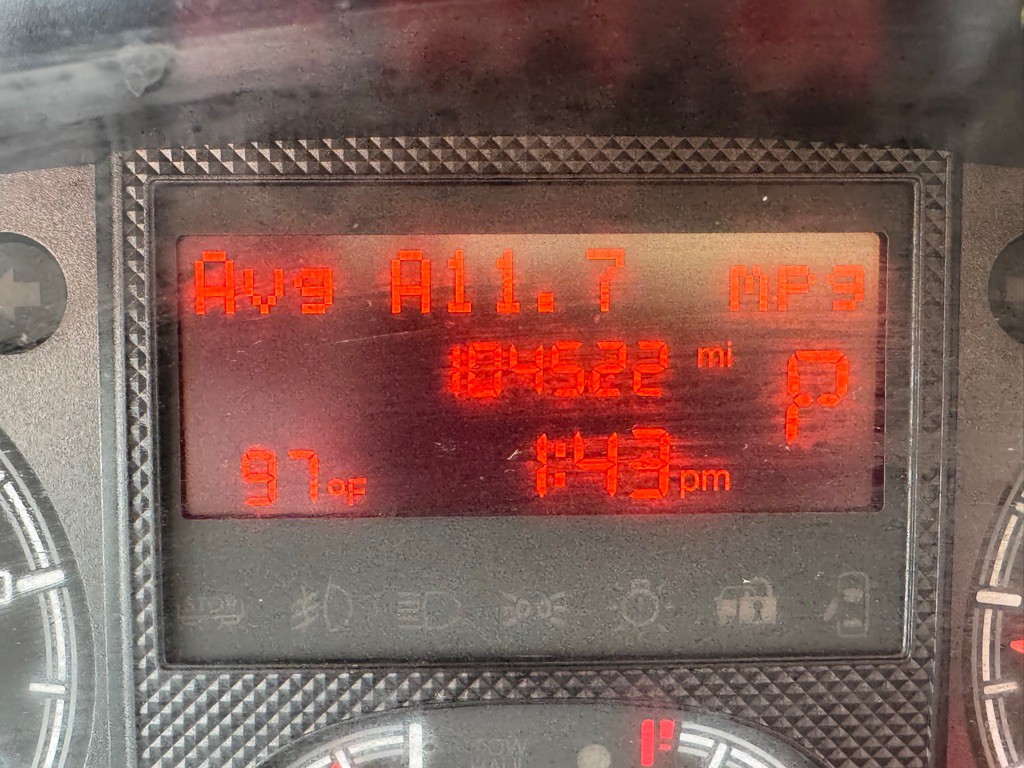 Avg A11.7 mpg
104522 mi P
97°F 1:43 pm
F